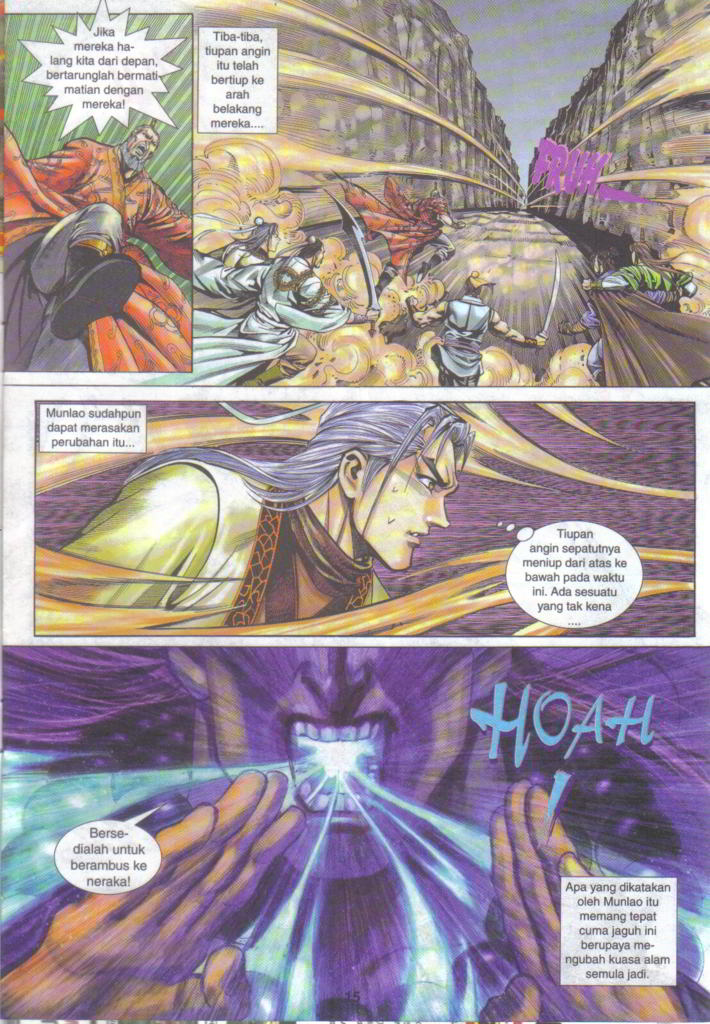 Jika
mereka ha-
lang kita dari depan,
bertarunglah bermati-
matian dengan
mereka!
Tiba-tiba,
tiupan angin
itu telah
bertiup ke
arah
belakang
mereka....
FRUH
Munlao sudahpun
dapat merasakan
perubahan itu...
Tiupan
angin sepatutnya
meniup dari atas ke
bawah pada waktu
ini. Ada sesuatu
yang tak kena
....
HOAH
!
Berse-
dialah untuk
berambus ke
neraka!
Apa yang dikatakan
oleh Munlao itu
memang tepat
cuma jaguh ini
berupaya me-
ngubah kuasa alam
semula jadi.
15